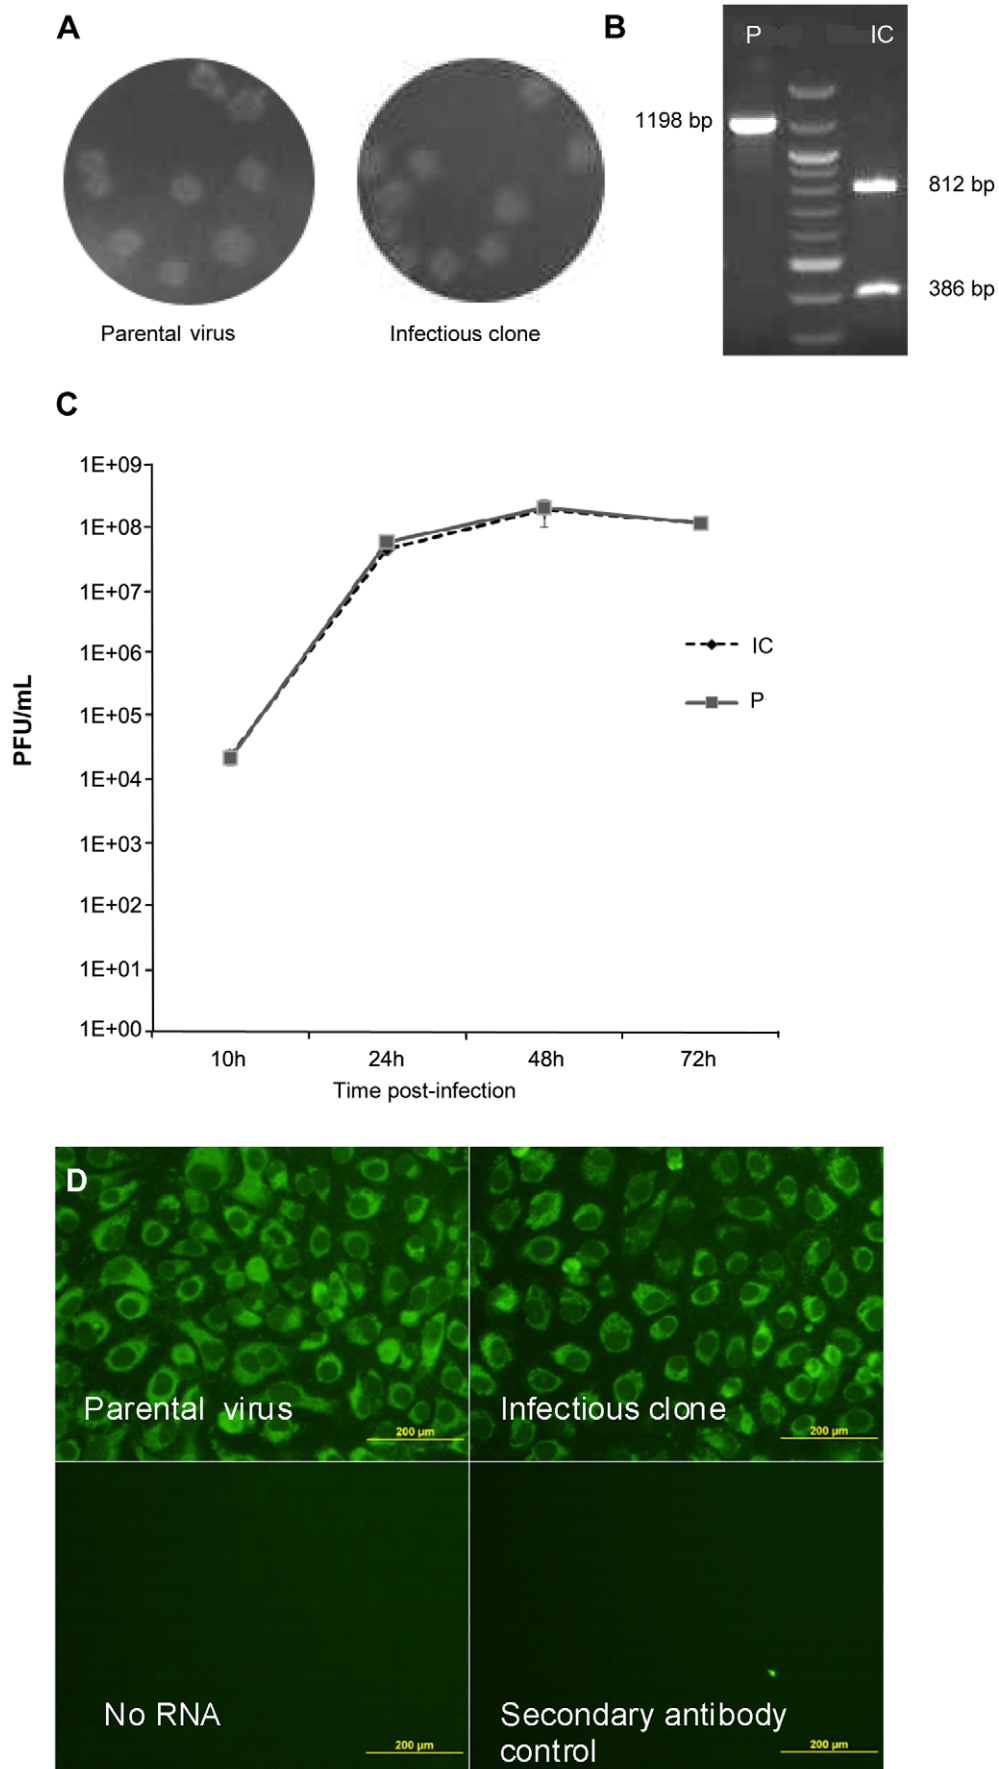 A
B
P
IC
1198 bp
812 bp
386 bp
Parental virus
Infectious clone
C
1E+09
1E+08
1E+07
1E+06
1E+05
1E+04
1E+03
1E+02
1E+01
1E+00
PFU/mL
IC
P
10h
24h
48h
72h
Time post-infection
D
Parental virus
200 µm
Infectious clone
200 µm
No RNA
200 µm
Secondary antibody
control
200 µm